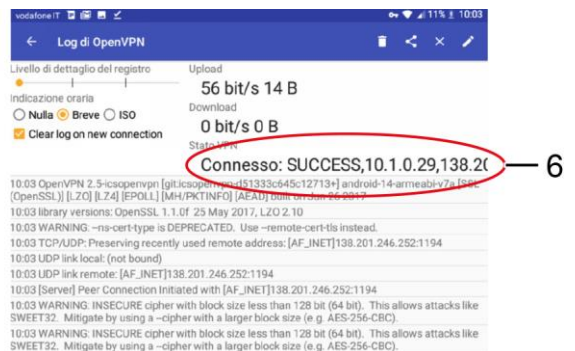 vodafone IT 11% 10:03
Log di OpenVPN
Livello di dettaglio del registro
Upload
56 bit/s 14 B
Indicazione oraria
Download
Nulla Breve ISO
0 bit/s 0 B
Clear log on new connection
Stato VPN
Connesso: SUCCESS,10.1.0.29,138.20
6
10:03 OpenVPN 2.5-icsopenvpn [git:icsopenvpn-d51333c645c12713+] android-14-armeabi-v7a [SSL
(OpenSSL)] [LZO] [LZ4] [EPOLL] [MH/PKTINFO] [AEAD] built on Jun 26 2017
10:03 library versions: OpenSSL 1.1.0f 25 May 2017, LZO 2.10
10:03 WARNING: --ns-cert-type is DEPRECATED. Use --remote-cert-tls instead.
10:03 TCP/UDP: Preserving recently used remote address: [AF_INET]138.201.246.252:1194
10:03 UDP link local: (not bound)
10:03 UDP link remote: [AF_INET]138.201.246.252:1194
10:03 [Server] Peer Connection Initiated with [AF_INET]138.201.246.252:1194
10:03 WARNING: INSECURE cipher with block size less than 128 bit (64 bit). This allows attacks like
SWEET32. Mitigate by using a --cipher with a larger block size (e.g. AES-256-CBC).
10:03 WARNING: INSECURE cipher with block size less than 128 bit (64 bit). This allows attacks like
SWEET32. Mitigate by using a --cipher with a larger block size (e.g. AES-256-CBC).